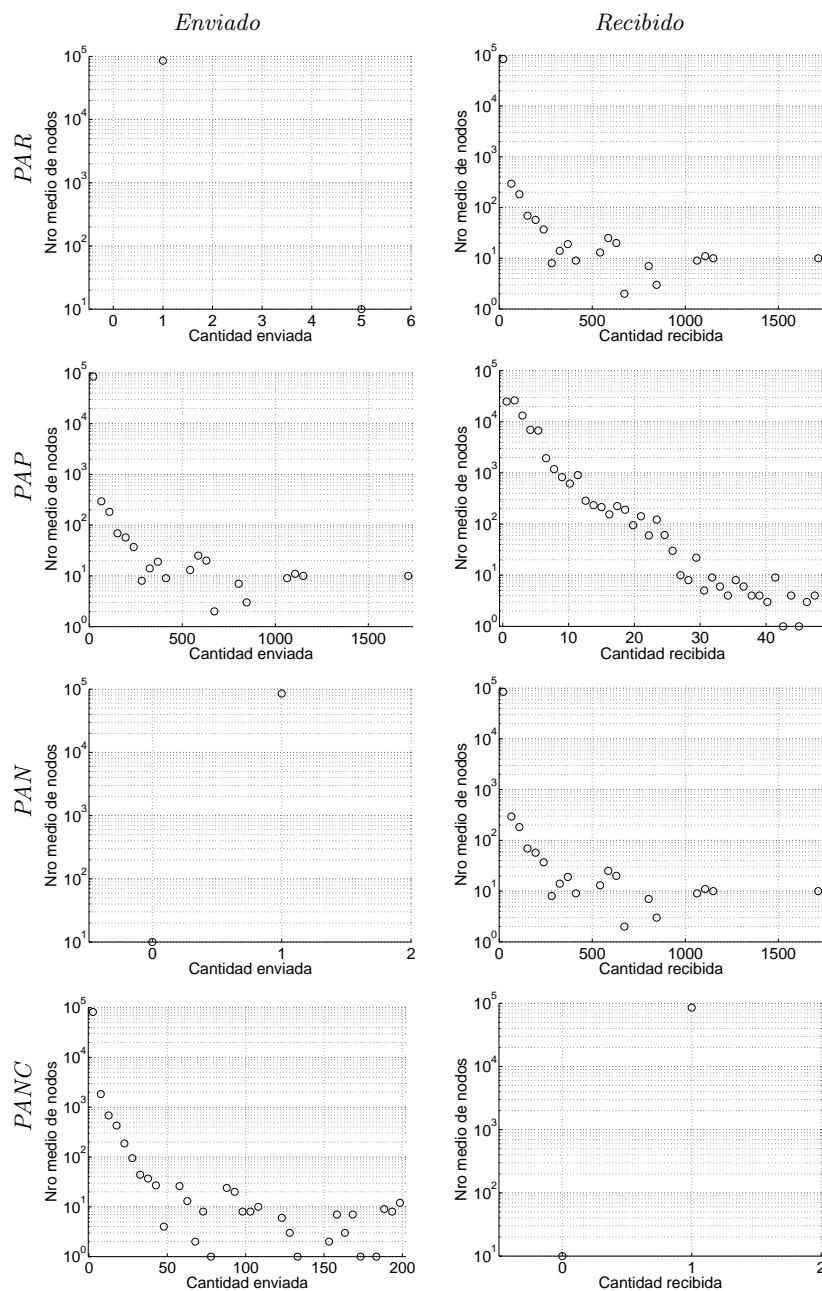 Enviado
Recibido
PAR
Nro medio de nodos
10^5
10^4
10^3
10^2
10^1
0 1 2 3 4 5 6
Cantidad enviada
Nro medio de nodos
10^5
10^4
10^3
10^2
10^1
10^0
0 500 1000 1500
Cantidad recibida
PAP
Nro medio de nodos
10^5
10^4
10^3
10^2
10^1
10^0
0 500 1000 1500
Cantidad enviada
Nro medio de nodos
10^5
10^4
10^3
10^2
10^1
10^0
0 10 20 30 40
Cantidad recibida
PAN
Nro medio de nodos
10^5
10^4
10^3
10^2
10^1
0 1 2
Cantidad enviada
Nro medio de nodos
10^5
10^4
10^3
10^2
10^1
10^0
0 500 1000 1500
Cantidad recibida
PANC
Nro medio de nodos
10^5
10^4
10^3
10^2
10^1
10^0
0 50 100 150 200
Cantidad enviada
Nro medio de nodos
10^5
10^4
10^3
10^2
10^1
0 1 2
Cantidad recibida